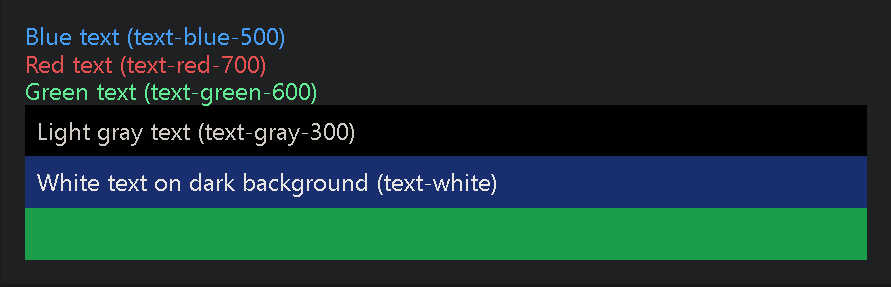 Blue text (text-blue-500)
Red text (text-red-700)
Green text (text-green-600)
Light gray text (text-gray-300)
White text on dark background (text-white)